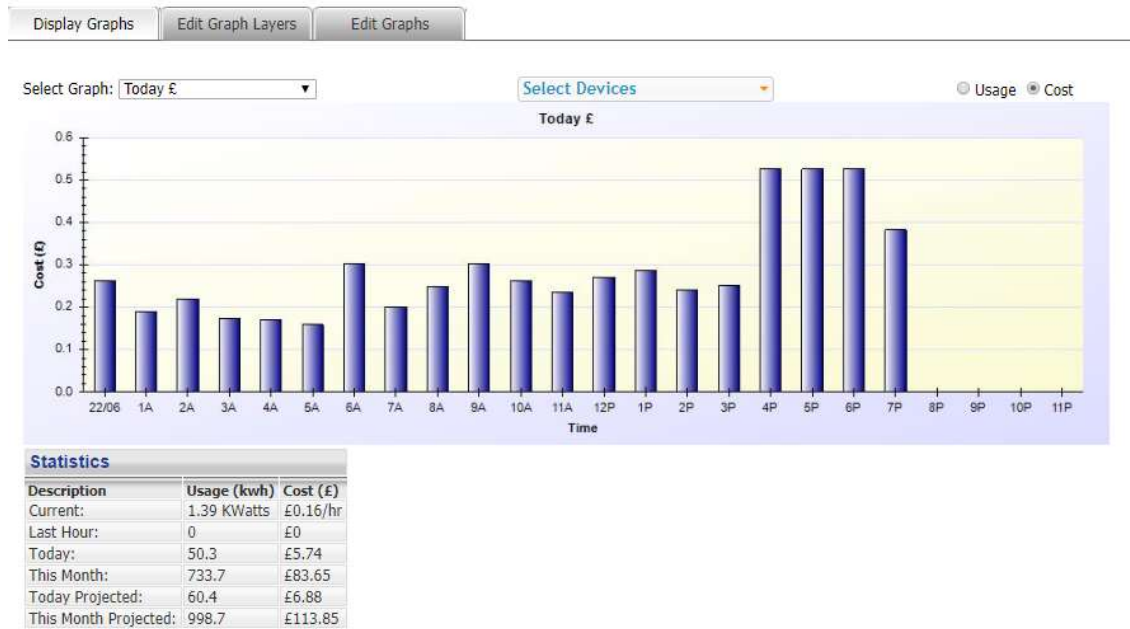 Display Graphs Edit Graph Layers Edit Graphs
Select Graph: Today £ Select Devices Usage Cost
Today £
0.6
0.5
0.4
0.3
0.2
0.1
0.0
Cost (£)
22/06 1A 2A 3A 4A 5A 6A 7A 8A 9A 10A 11A 12P 1P 2P 3P 4P 5P 6P 7P 8P 9P 10P 11P
Time
Statistics
Description Usage (kwh) Cost (£)
Current: 1.39 KWatts £0.16/hr
Last Hour: 0 £0
Today: 50.3 £5.74
This Month: 733.7 £83.65
Today Projected: 60.4 £6.88
This Month Projected: 998.7 £113.85